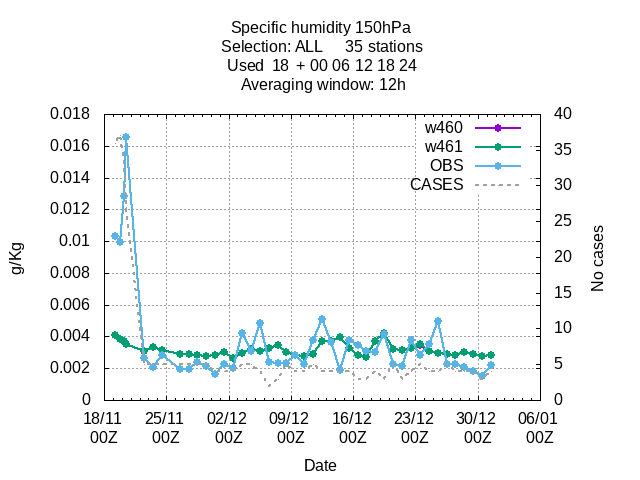 Specific humidity 150hPa
Selection: ALL 35 stations
Used 18 + 00 06 12 18 24
Averaging window: 12h
w460
w461
OBS
CASES
0.018
0.016
0.014
0.012
0.01
0.008
0.006
0.004
0.002
0
40
35
30
25
20
15
10
5
0
g/Kg
No cases
18/11 25/11 02/12 09/12 16/12 23/12 30/12 06/01
00Z 00Z 00Z 00Z 00Z 00Z 00Z 00Z
Date